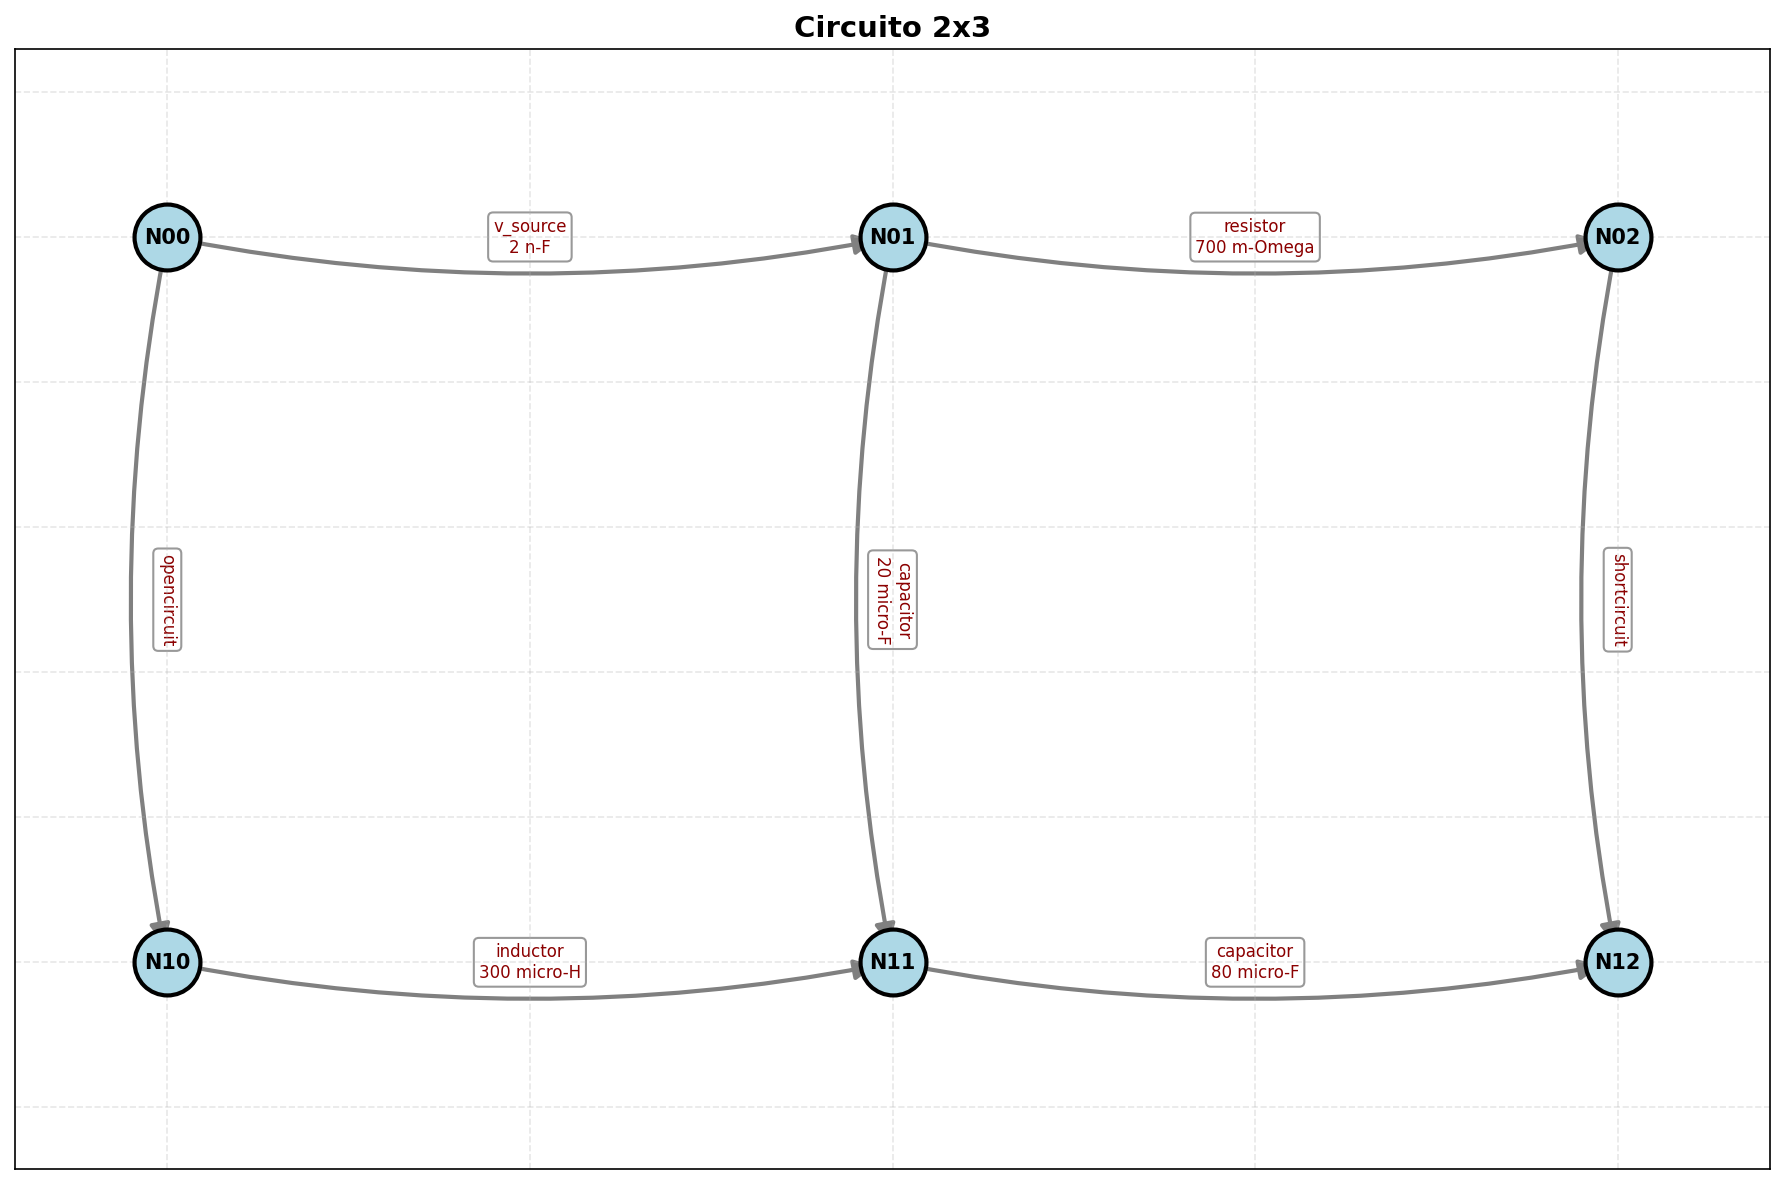 Circuito 2x3
N00
v_source
2 n-F
N01
resistor
700 m-Omega
N02
opencircuit
capacitor
20 micro-F
shortcircuit
N10
inductor
300 micro-H
N11
capacitor
80 micro-F
N12